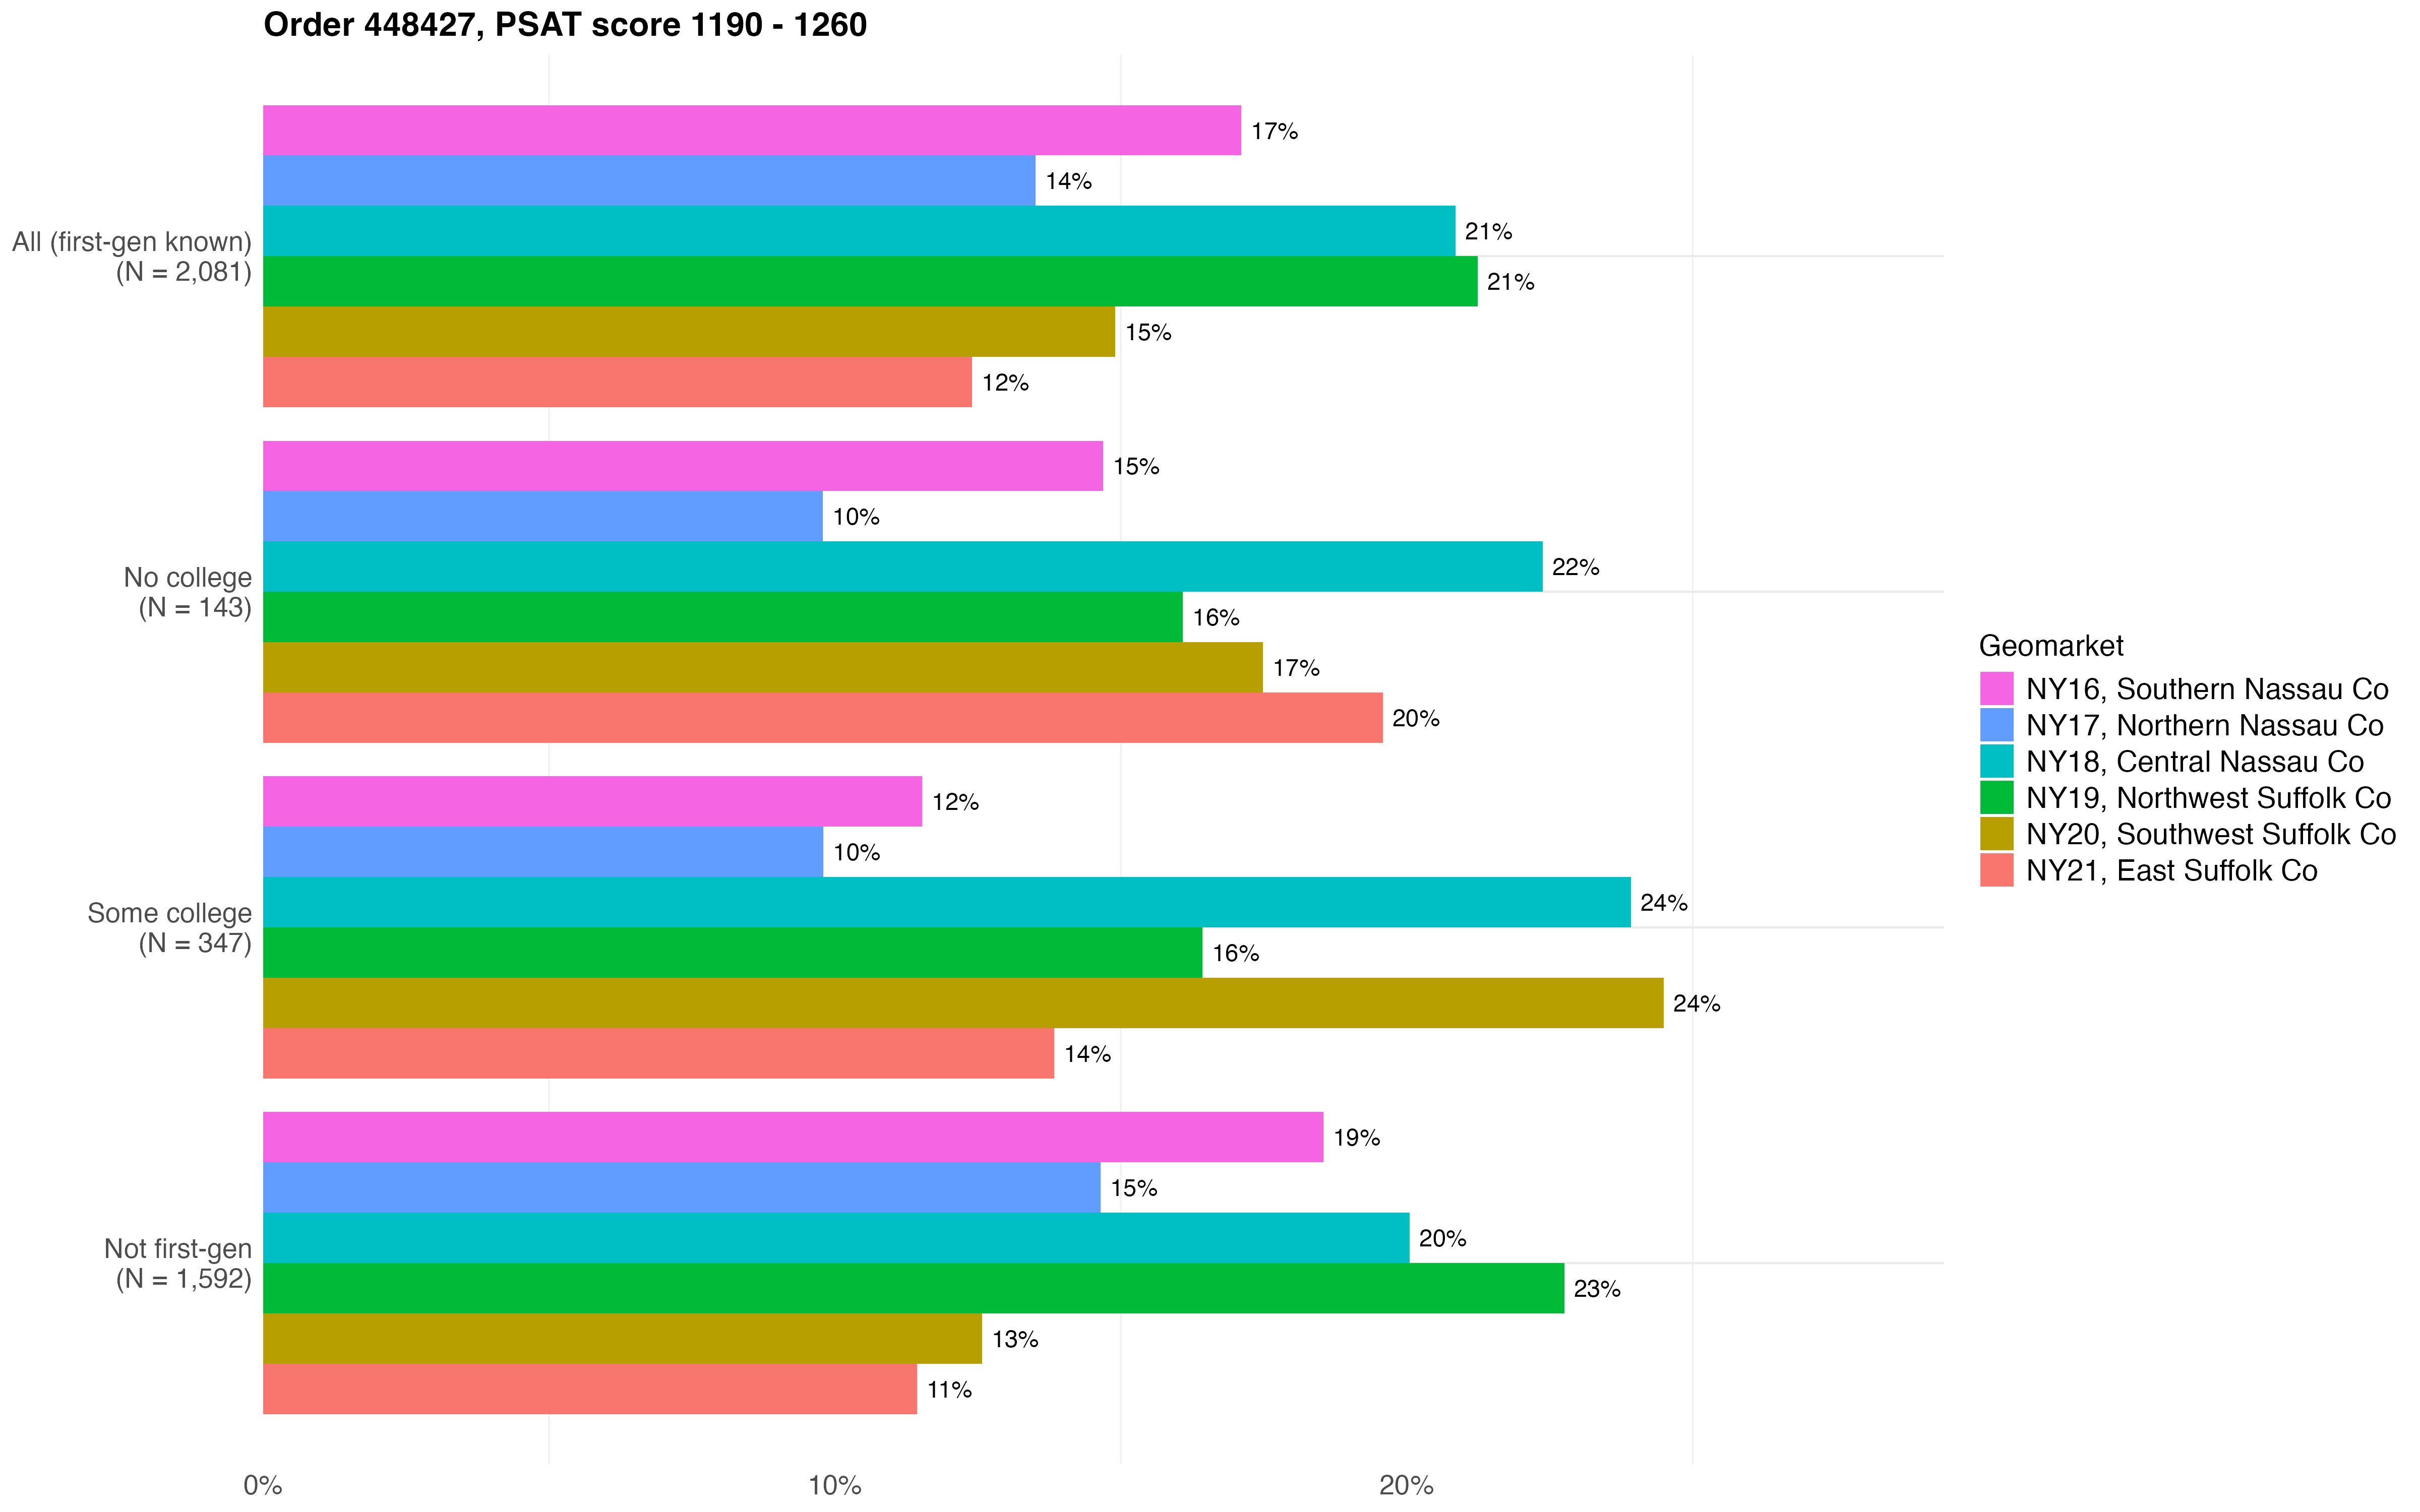 Order 448427, PSAT score 1190 - 1260
All (first-gen known)
(N = 2,081)
17%
14%
21%
21%
15%
12%
No college
(N = 143)
15%
10%
22%
16%
17%
20%
Some college
(N = 347)
12%
10%
24%
16%
24%
14%
Not first-gen
(N = 1,592)
19%
15%
20%
23%
13%
11%
0%
10%
20%
Geomarket
NY16, Southern Nassau Co
NY17, Northern Nassau Co
NY18, Central Nassau Co
NY19, Northwest Suffolk Co
NY20, Southwest Suffolk Co
NY21, East Suffolk Co